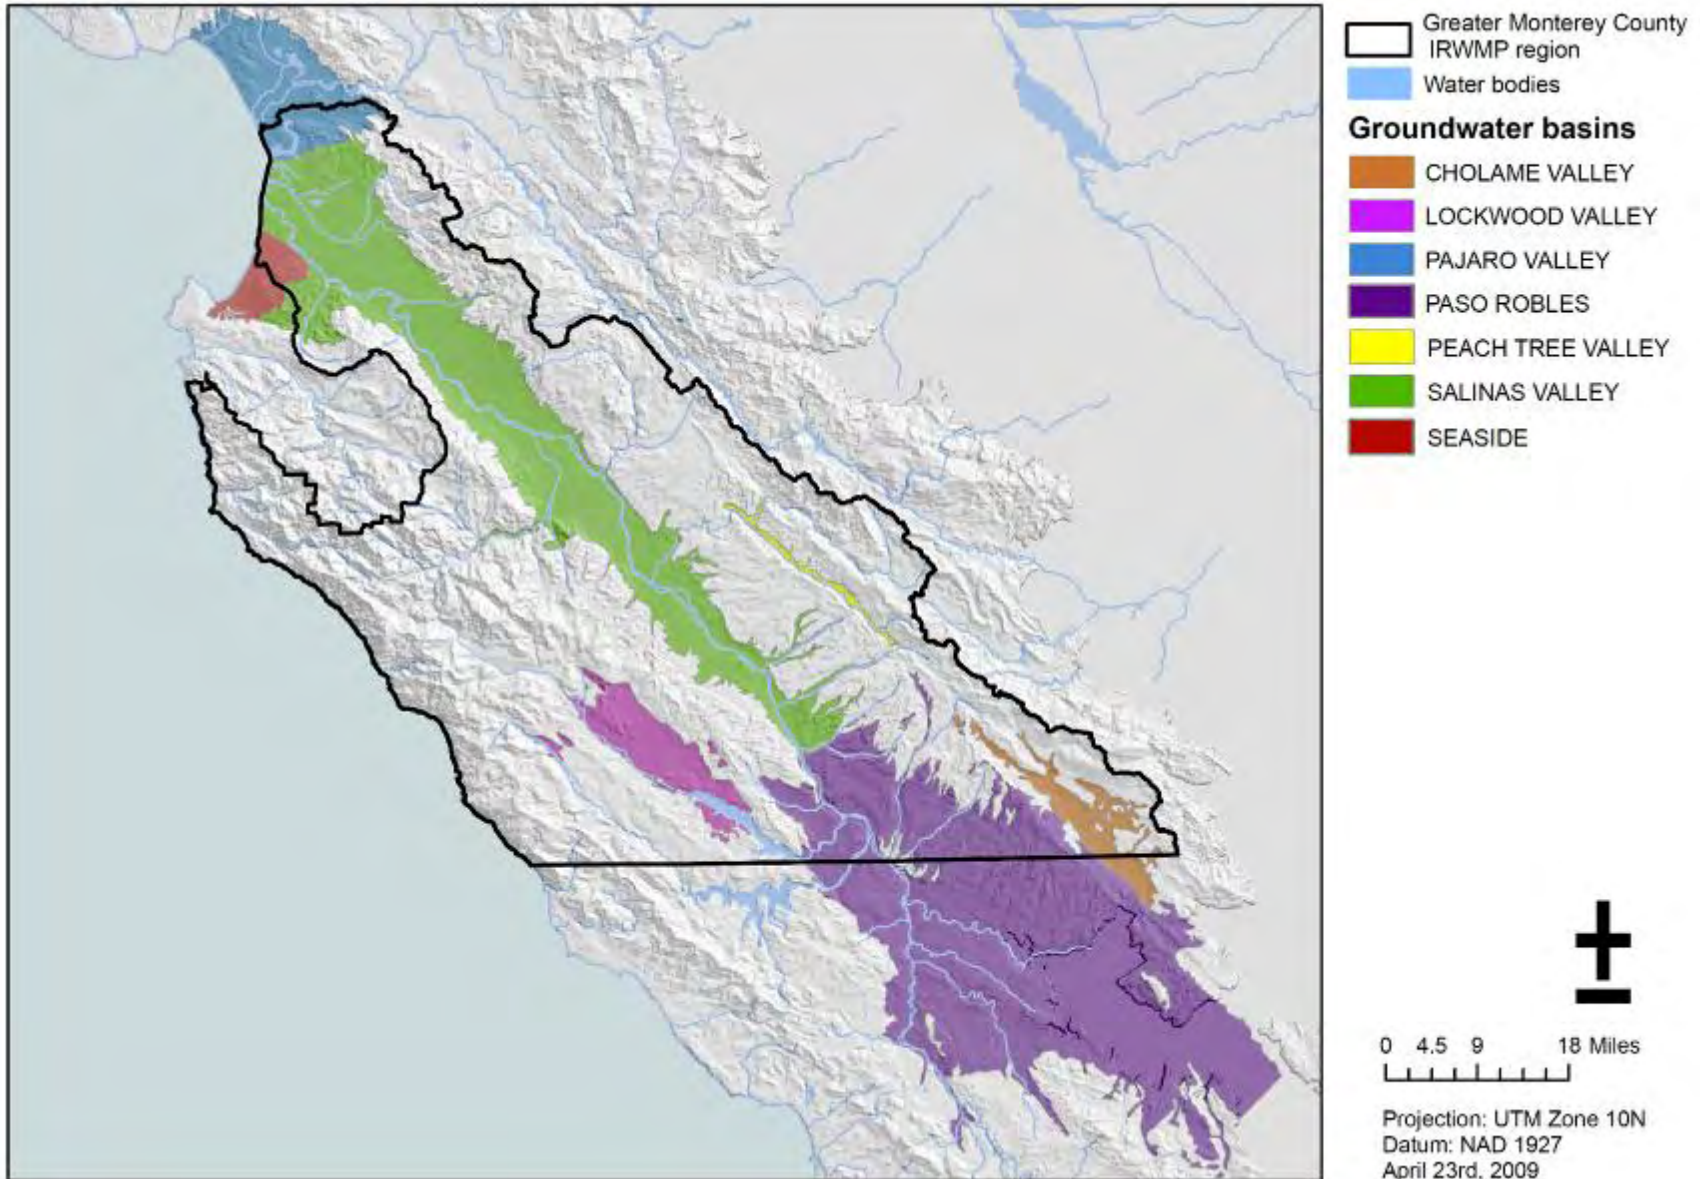 Greater Monterey County
IRWMP region
Water bodies
Groundwater basins
CHOLAME VALLEY
LOCKWOOD VALLEY
PAJARO VALLEY
PASO ROBLES
PEACH TREE VALLEY
SALINAS VALLEY
SEASIDE
0 4.5 9 18 Miles
Projection: UTM Zone 10N
Datum: NAD 1927
April 23rd, 2009